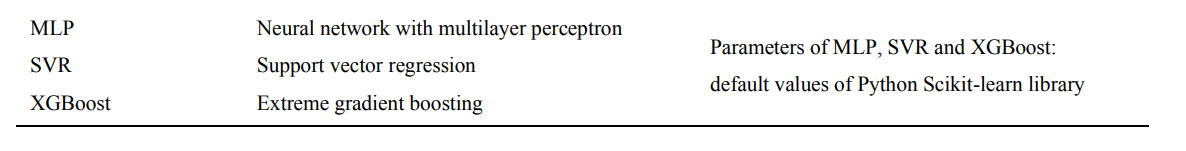 MLP Neural network with multilayer perceptron
Parameters of MLP, SVR and XGBoost:
SVR Support vector regression
default values of Python Scikit-learn library
XGBoost Extreme gradient boosting